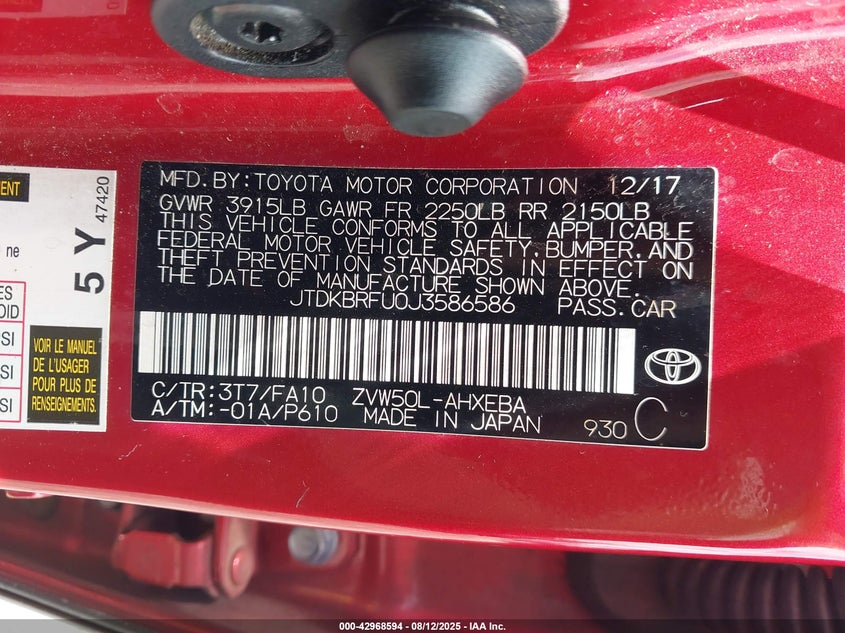 MFD.BY:TOYOTA MOTOR CORPORATION 12/17
GVWR 3915LB GAWR FR 2250LB RR 2150LB
THIS VEHICLE CONFORMS TO ALL APPLICABLE
FEDERAL MOTOR VEHICLE SAFETY,BUMPER,AND
THEFT PREVENTION STANDARDS IN EFFECT ON
THE DATE OF MANUFACTURE SHOWN ABOVE.
JTDKBRFU0J3586586 PASS.CAR
C/TR:3T7/FA10 ZVW50L-AHXEBA
A/TM:-01A/P610 MADE IN JAPAN
930 C
5Y
47420
ne
VOIR LE MANUEL
DE L'USAGER
POUR PLUS DE
RENSEIGNEMENTS
000-42968594 - 08/12/2025 - IAA Inc.